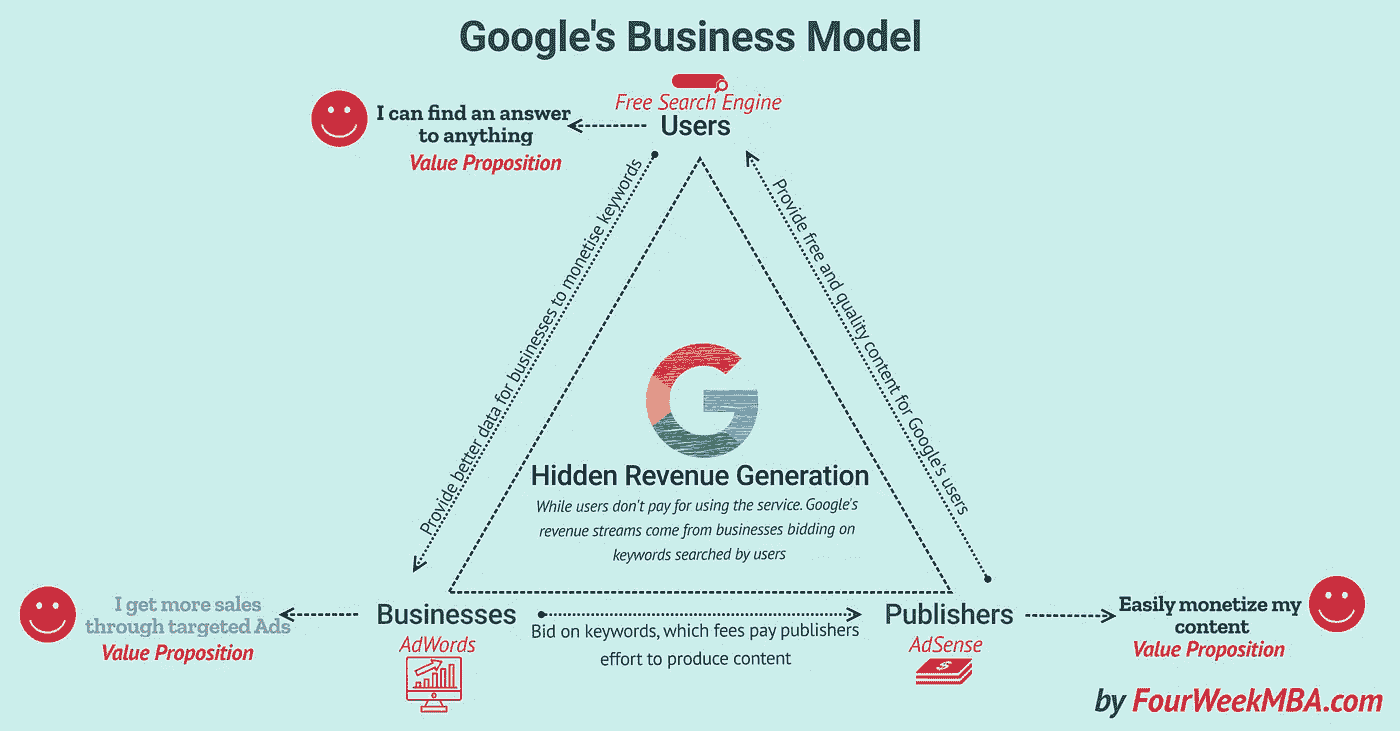 Google's Business Model
Free Search Engine
Users
I can find an answer
to anything
Value Proposition
Provide better data for businesses to monetise keywords
Provide free and quality content for Google's users
Hidden Revenue Generation
While users don't pay for using the service. Google's
revenue streams come from businesses bidding on
keywords searched by users
I get more sales
through targeted Ads
Value Proposition
Businesses
AdWords
Bid on keywords, which fees pay publishers
effort to produce content
Publishers
AdSense
$
Easily monetize my
content
Value Proposition
by FourWeekMBA.com